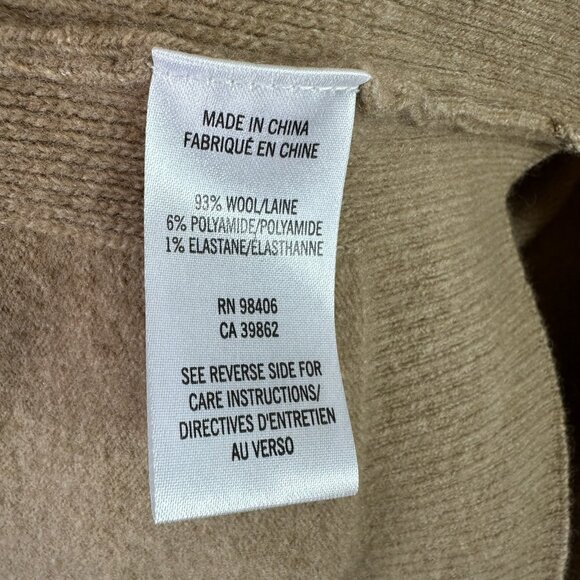 MADE IN CHINA
FABRIQUÉ EN CHINE
93% WOOL/LAINE
6% POLYAMIDE/POLYAMIDE
1% ELASTANE/ÉLASTHANNE
RN 98406
CA 39862
SEE REVERSE SIDE FOR
CARE INSTRUCTIONS/
DIRECTIVES D'ENTRETIEN
AU VERSO